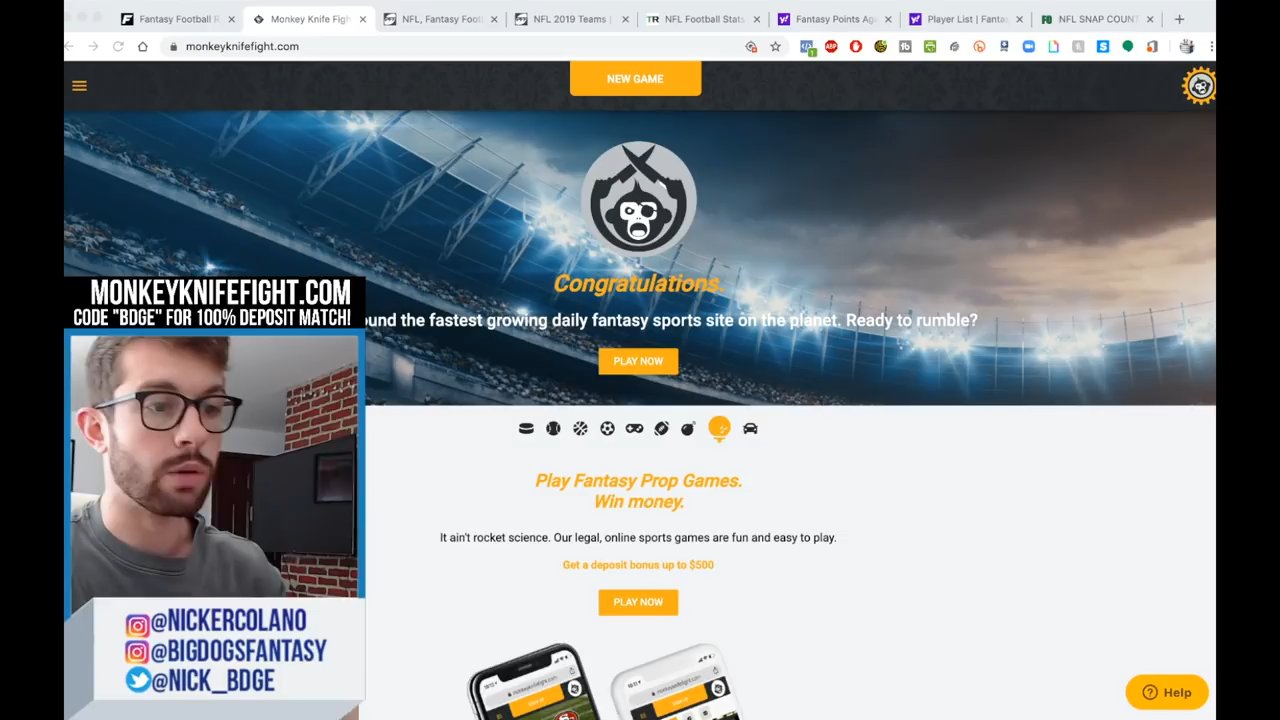 Fantasy Football R
Monkey Knife Figh
NFL, Fantasy Foot
NFL 2019 Teams |
NFL Football Stats
Fantasy Points Ag
Player List | Fanta
NFL SNAP COUNT
monkeyknifefight.com
NEW GAME
Congratulations.
ound the fastest growing daily fantasy sports site on the planet. Ready to rumble?
PLAY NOW
MONKEYKNIFEFIGHT.COM
CODE "BDGE" FOR 100% DEPOSIT MATCH!
Play Fantasy Prop Games.
Win money.
It ain't rocket science. Our legal, online sports games are fun and easy to play.
Get a deposit bonus up to $500
PLAY NOW
@NICKERCOLANO
@BIGDOGSFANTASY
@NICK_BDGE
monkeyknifefight.com
monkeyknifefight.com
Help